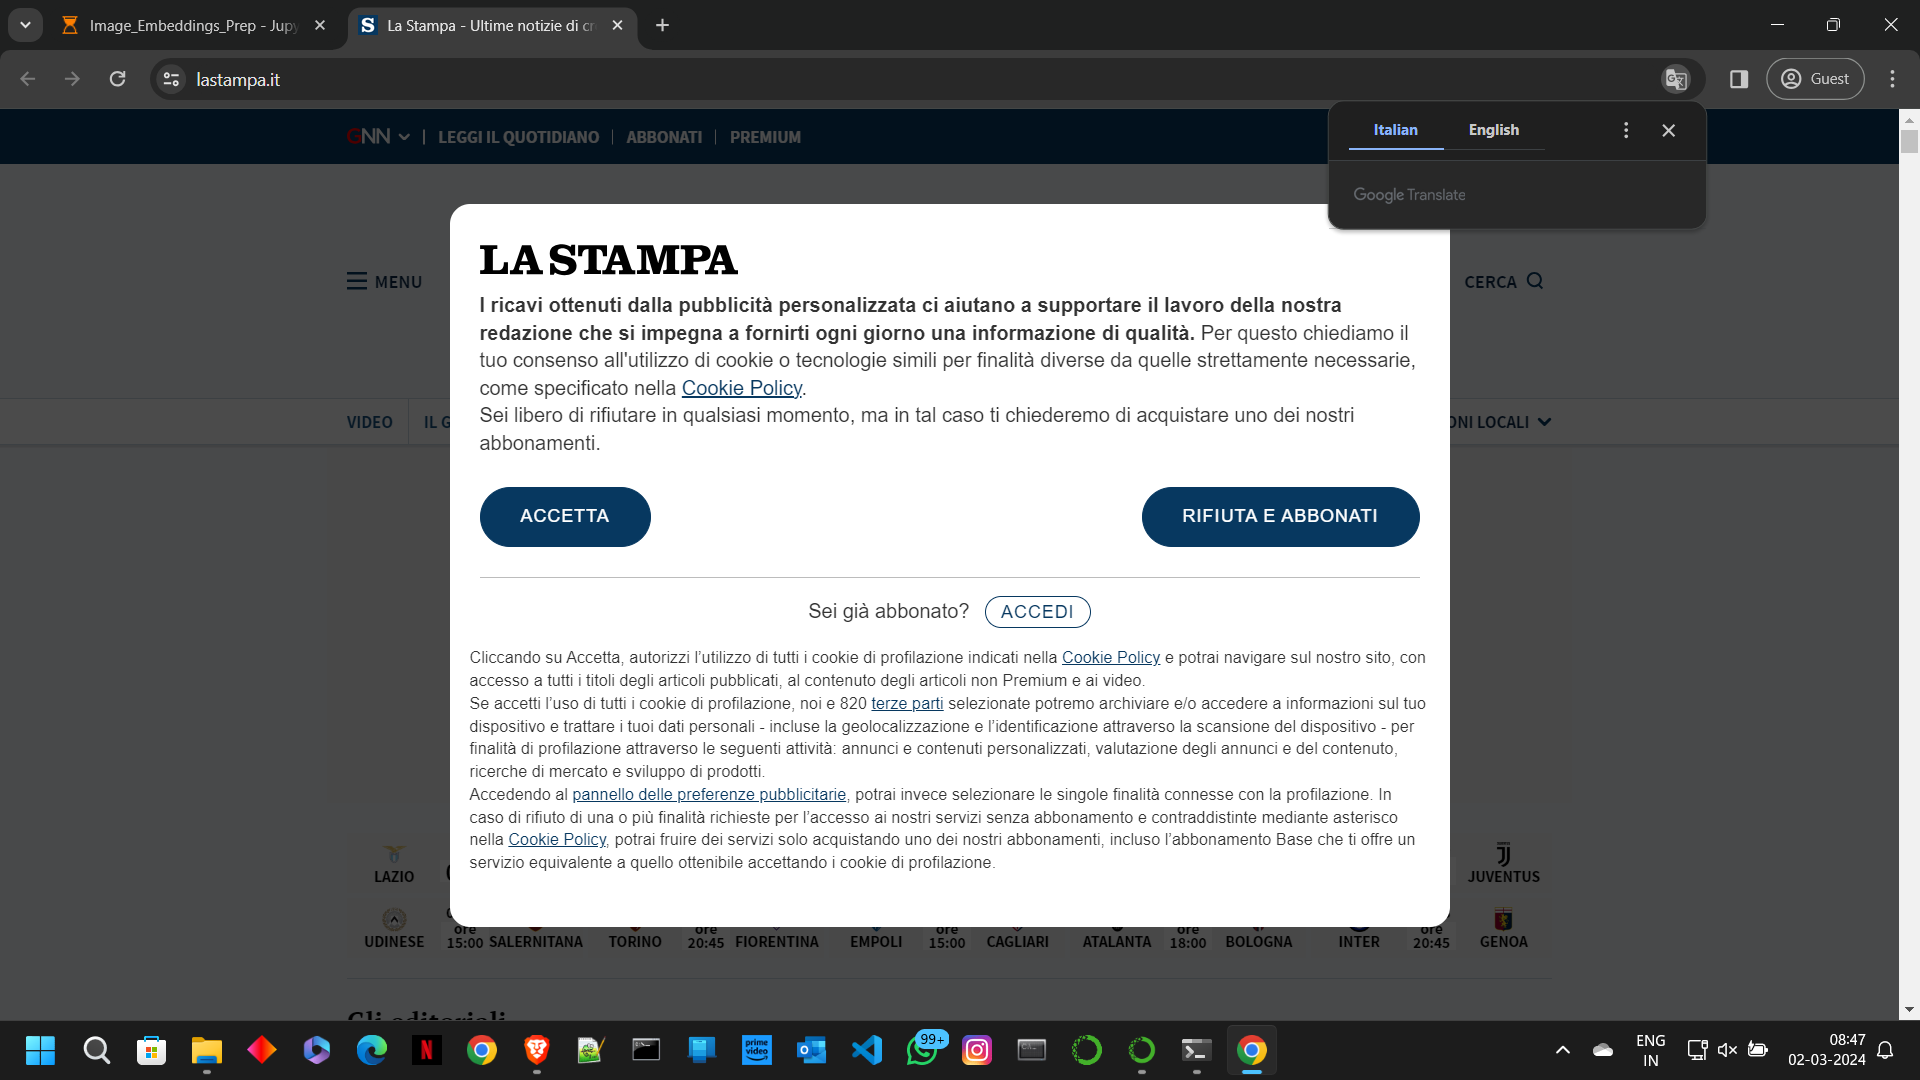 Image_Embeddings_Prep - Jupy
La Stampa - Ultime notizie di cr
lastampa.it
Guest
GNN | LEGGI IL QUOTIDIANO | ABBONATI | PREMIUM
Italian English
Google Translate
MENU
CERCA
VIDEO
IL G
ONI LOCALI
LA STAMPA
I ricavi ottenuti dalla pubblicità personalizzata ci aiutano a supportare il lavoro della nostra
redazione che si impegna a fornirti ogni giorno una informazione di qualità. Per questo chiediamo il
tuo consenso all'utilizzo di cookie o tecnologie simili per finalità diverse da quelle strettamente necessarie,
come specificato nella Cookie Policy.
Sei libero di rifiutare in qualsiasi momento, ma in tal caso ti chiederemo di acquistare uno dei nostri
abbonamenti.
ACCETTA
RIFIUTA E ABBONATI
Sei già abbonato? ACCEDI
Cliccando su Accetta, autorizzi l’utilizzo di tutti i cookie di profilazione indicati nella Cookie Policy e potrai navigare sul nostro sito, con
accesso a tutti i titoli degli articoli pubblicati, al contenuto degli articoli non Premium e ai video.
Se accetti l’uso di tutti i cookie di profilazione, noi e 820 terze parti selezionate potremo archiviare e/o accedere a informazioni sul tuo
dispositivo e trattare i tuoi dati personali - incluse la geolocalizzazione e l’identificazione attraverso la scansione del dispositivo - per
finalità di profilazione attraverso le seguenti attività: annunci e contenuti personalizzati, valutazione degli annunci e del contenuto,
ricerche di mercato e sviluppo di prodotti.
Accedendo al pannello delle preferenze pubblicitarie, potrai invece selezionare le singole finalità connesse con la profilazione. In
caso di rifiuto di una o più finalità richieste per l’accesso ai nostri servizi senza abbonamento e contraddistinte mediante asterisco
nella Cookie Policy, potrai fruire dei servizi solo acquistando uno dei nostri abbonamenti, incluso l’abbonamento Base che ti offre un
servizio equivalente a quello ottenibile accettando i cookie di profilazione.
LAZIO
JUVENTUS
UDINESE ore 15:00 SALERNITANA
TORINO ore 20:45 FIORENTINA
EMPOLI ore 15:00 CAGLIARI
ATALANTA ore 18:00 BOLOGNA
INTER ore 20:45 GENOA
Gli editoriali
prime video
99+
ENG
IN
08:47
02-03-2024